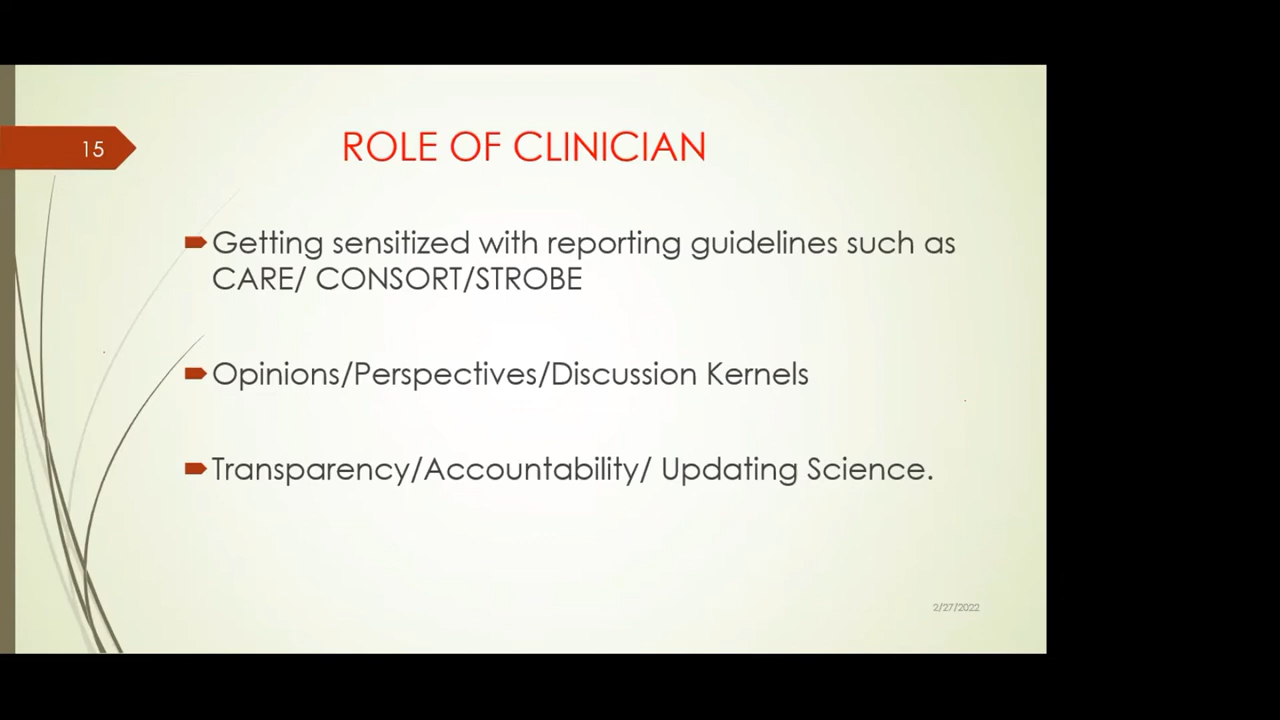 15
ROLE OF CLINICIAN
Getting sensitized with reporting guidelines such as
CARE/ CONSORT/STROBE
Opinions/Perspectives/Discussion Kernels
Transparency/Accountability/ Updating Science.
2/27/2022